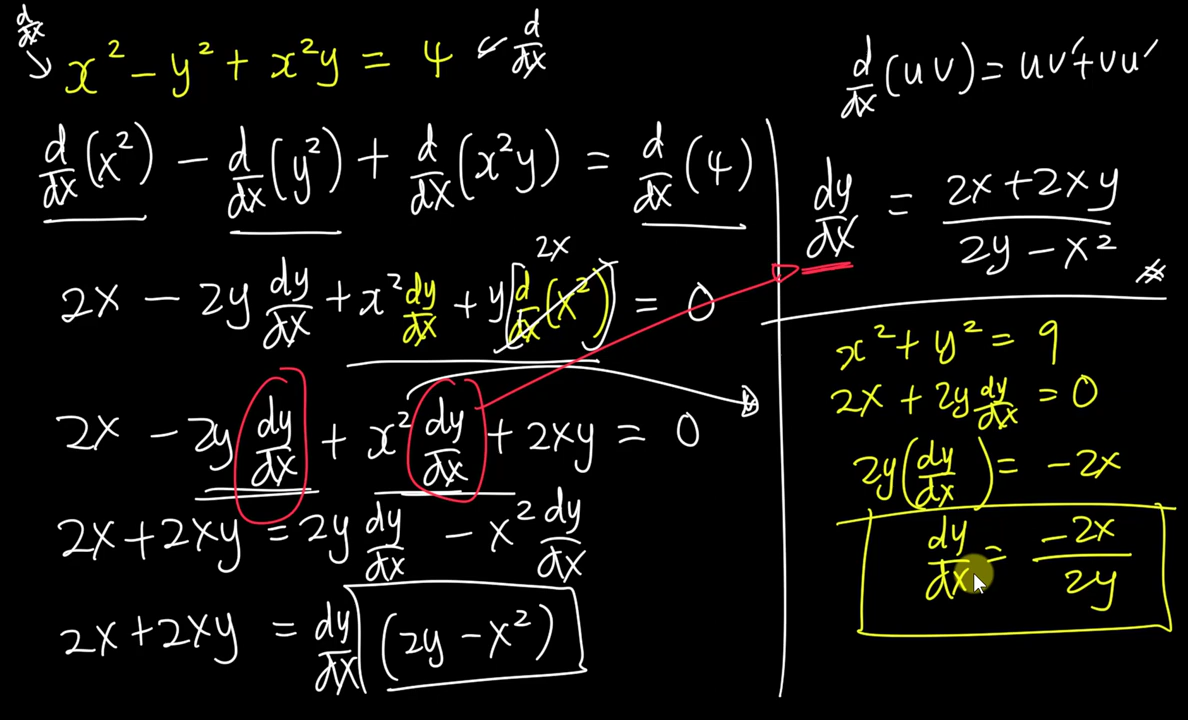 d/dx
x² − y² + x²y = 4 d/dx
d/dx(x²) − d/dx(y²) + d/dx(x²y) = d/dx(4)
2x
2x − 2y dy/dx + x² dy/dx + y[d/dx(x²)] = 0
2x − 2y dy/dx + x² dy/dx + 2xy = 0
2x + 2xy = 2y dy/dx − x² dy/dx
2x + 2xy = dy/dx (2y − x²)
d/dx(uv) = uv′ + vu′
dy/dx = (2x + 2xy)/(2y − x²)
x² + y² = 9
2x + 2y dy/dx = 0
2y(dy/dx) = −2x
dy/dx = −2x/2y